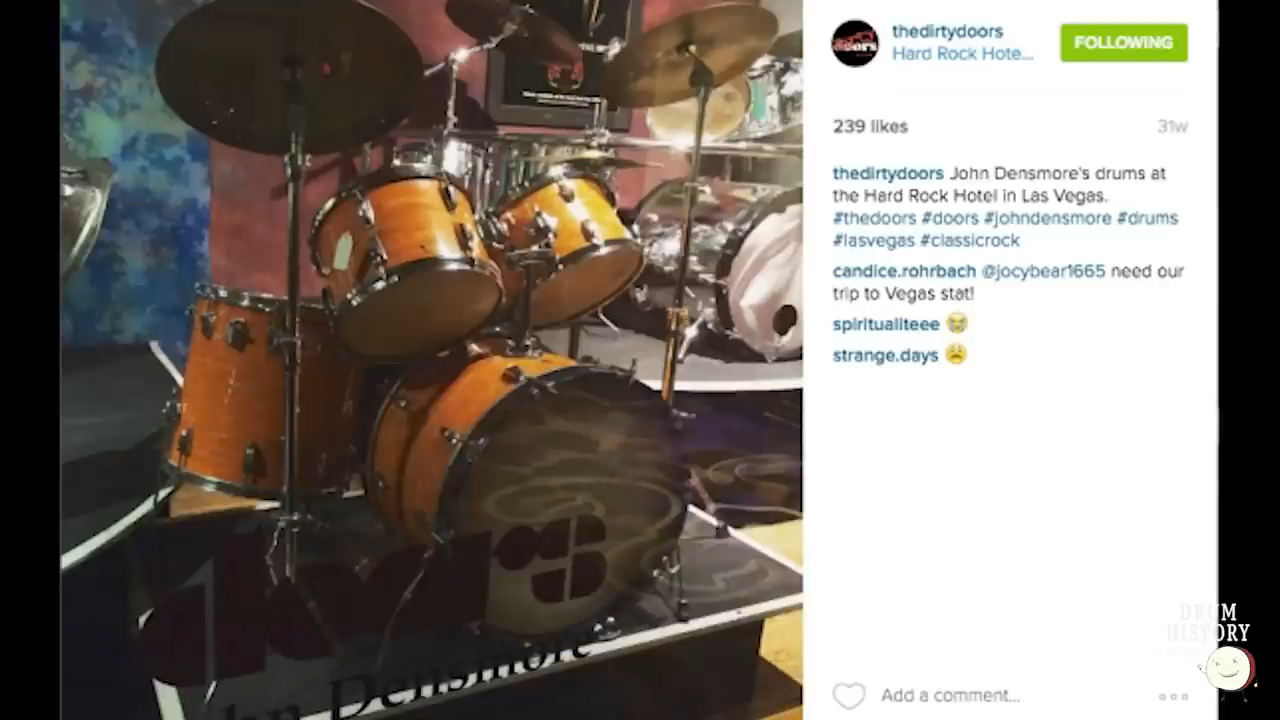 thedirtydoors
Hard Rock Hote...
FOLLOWING
239 likes
31w
thedirtydoors John Densmore's drums at
the Hard Rock Hotel in Las Vegas.
#thedoors #doors #johndensmore #drums
#lasvegas #classicrock
candice.rohrbach @jocybear1665 need our
trip to Vegas stat!
spiritualiteee 😭
strange.days 😩
Add a comment...
DRUM
HISTORY
Densmore